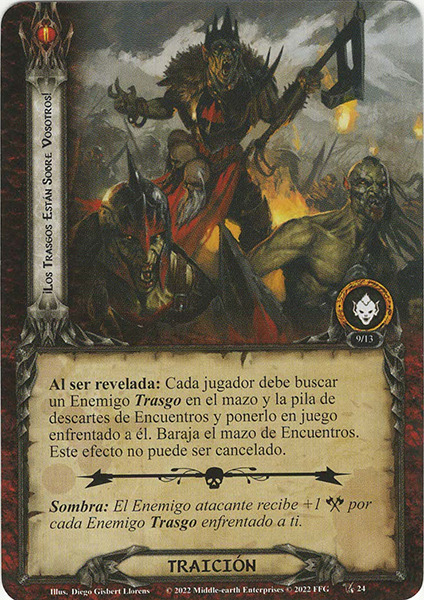 ¡Los Trasgos Están Sobre Vosotros!
9/13
Al ser revelada: Cada jugador debe buscar
un Enemigo Trasgo en el mazo y la pila de
descartes de Encuentros y ponerlo en juego
enfrentado a él. Baraja el mazo de Encuentros.
Este efecto no puede ser cancelado.
Sombra: El Enemigo atacante recibe +1 por
cada Enemigo Trasgo enfrentado a ti.
TRAICIÓN
Illus. Diego Gisbert Llorens © 2022 Middle-earth Enterprises © 2022 FFG 24